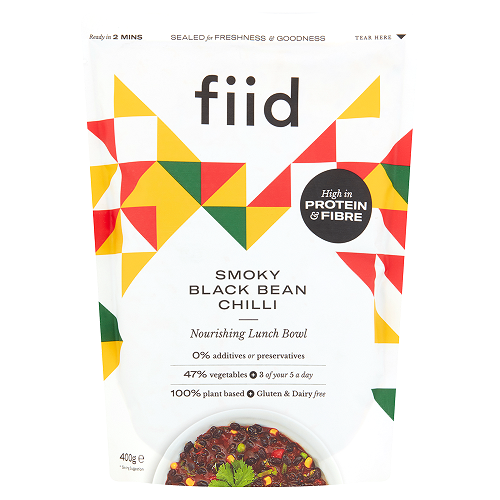 Ready in 2 MINS
SEALED for FRESHNESS & GOODNESS
TEAR HERE
fiid
High in
PROTEIN
& FIBRE
SMOKY
BLACK BEAN
CHILLI
Nourishing Lunch Bowl
0% additives or preservatives
47% vegetables + 3 of your 5 a day
100% plant based + Gluten & Dairy free
400g e
*Serving Suggestion